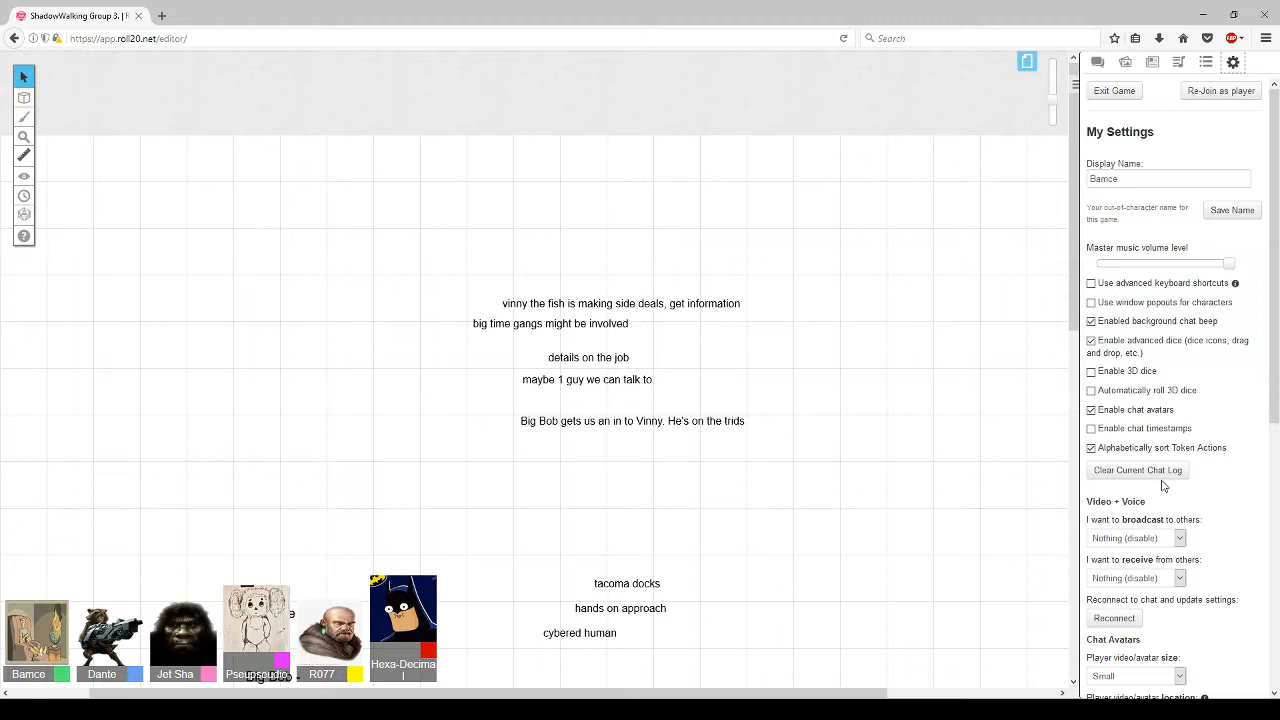 ShadowWalking Group 3. | R
https://app.roll20.net/editor/
Search
ABP
Exit Game
Re-Join as player
My Settings
Display Name:
Bamce
Your out-of-character name for
this game.
Save Name
Master music volume level
Use advanced keyboard shortcuts
Use window popouts for characters
Enabled background chat beep
Enable advanced dice (dice icons, drag
and drop, etc.)
Enable 3D dice
Automatically roll 3D dice
Enable chat avatars
Enable chat timestamps
Alphabetically sort Token Actions
Clear Current Chat Log
Video + Voice
I want to broadcast to others:
Nothing (disable)
I want to receive from others:
Nothing (disable)
Reconnect to chat and update settings:
Reconnect
Chat Avatars
Player video/avatar size:
Small
Player video/avatar location:
vinny the fish is making side deals, get information
big time gangs might be involved
details on the job
maybe 1 guy we can talk to
Big Bob gets us an in to Vinny. He's on the trids
tacoma docks
hands on approach
cybered human
Bamce
Dante
Jet Sha
Pseupseudio
R077
Hexa-Decima
l
Big Bob -